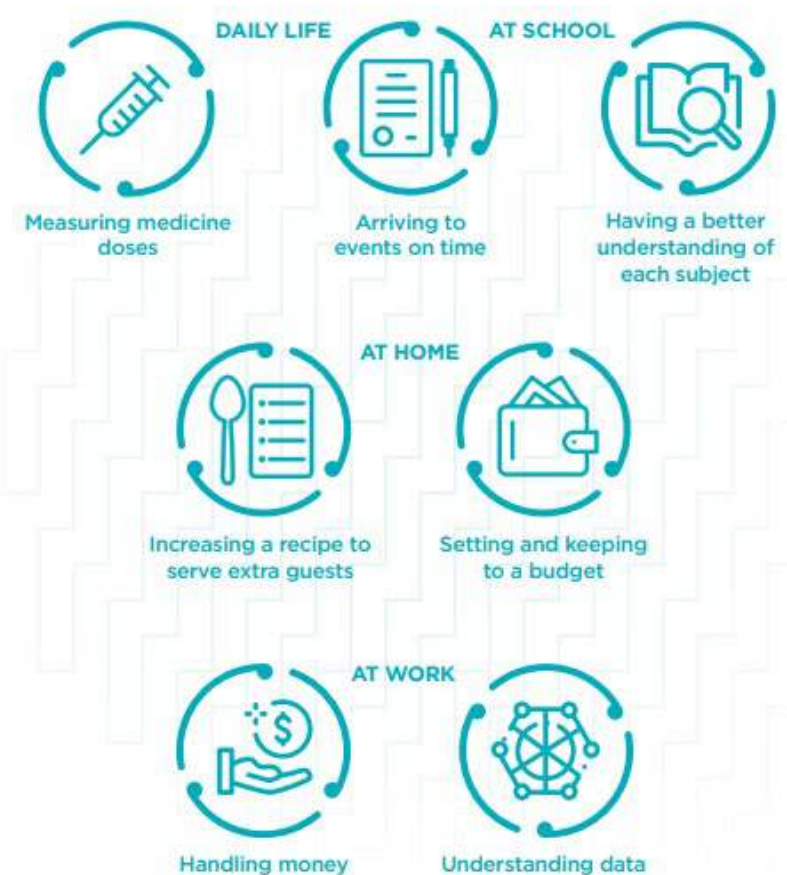 DAILY LIFE
AT SCHOOL
Measuring medicine
doses
Arriving to
events on time
Having a better
understanding of
each subject
AT HOME
Increasing a recipe to
serve extra guests
Setting and keeping
to a budget
AT WORK
$
Handling money
Understanding data